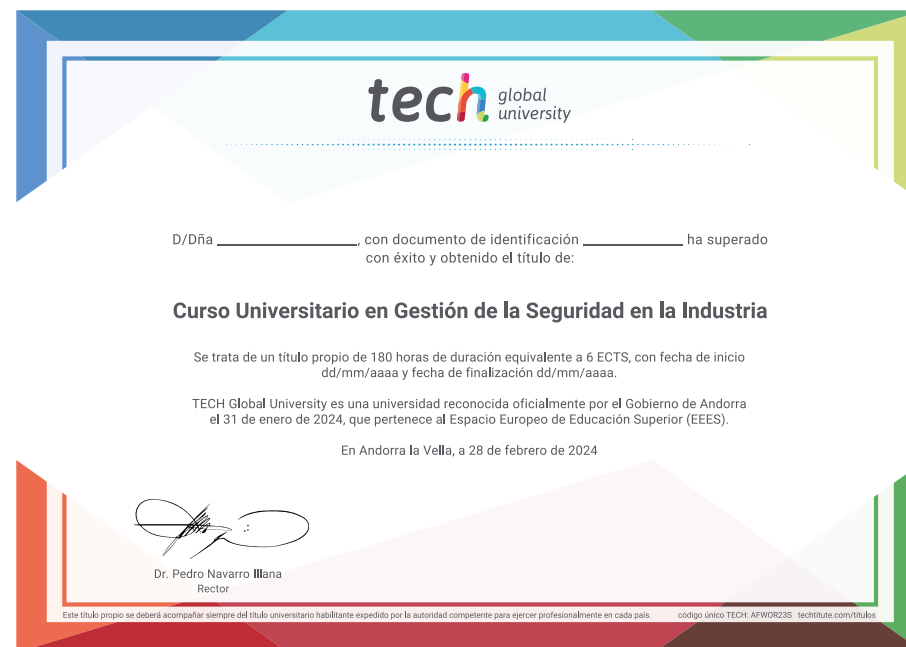 tech global university
D/Dña ____________________, con documento de identificación ______________ ha superado
con éxito y obtenido el título de:
Curso Universitario en Gestión de la Seguridad en la Industria
Se trata de un título propio de 180 horas de duración equivalente a 6 ECTS, con fecha de inicio
dd/mm/aaaa y fecha de finalización dd/mm/aaaa.
TECH Global University es una universidad reconocida oficialmente por el Gobierno de Andorra
el 31 de enero de 2024, que pertenece al Espacio Europeo de Educación Superior (EEES).
En Andorra la Vella, a 28 de febrero de 2024
Dr. Pedro Navarro Illana
Rector
Este título propio se deberá acompañar siempre del título universitario habilitante expedido por la autoridad competente para ejercer profesionalmente en cada país. código único TECH: AFWOR23S techtitute.com/titulos